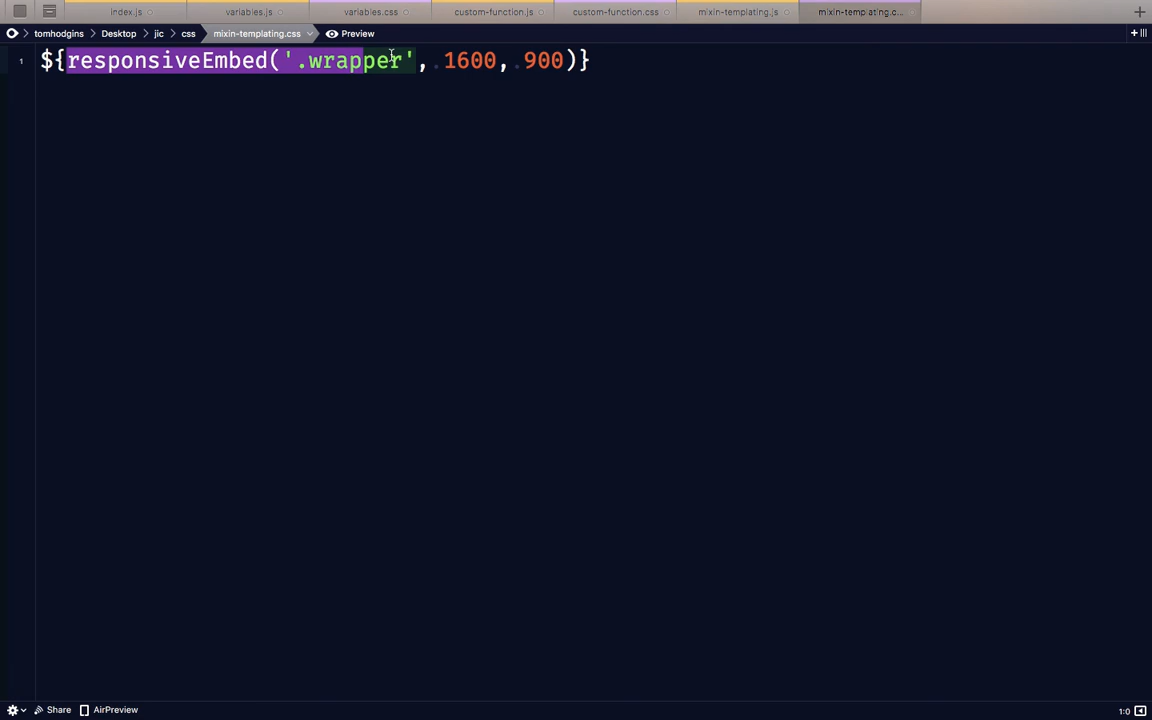 index.js variables.js variables.css custom-function.js custom-function.css mixin-templating.js mixin-templating.c...
tomhodgins Desktop jic css mixin-templating.css Preview
1 ${responsiveEmbed('.wrapper', 1600, 900)}
Share AirPreview 1:0